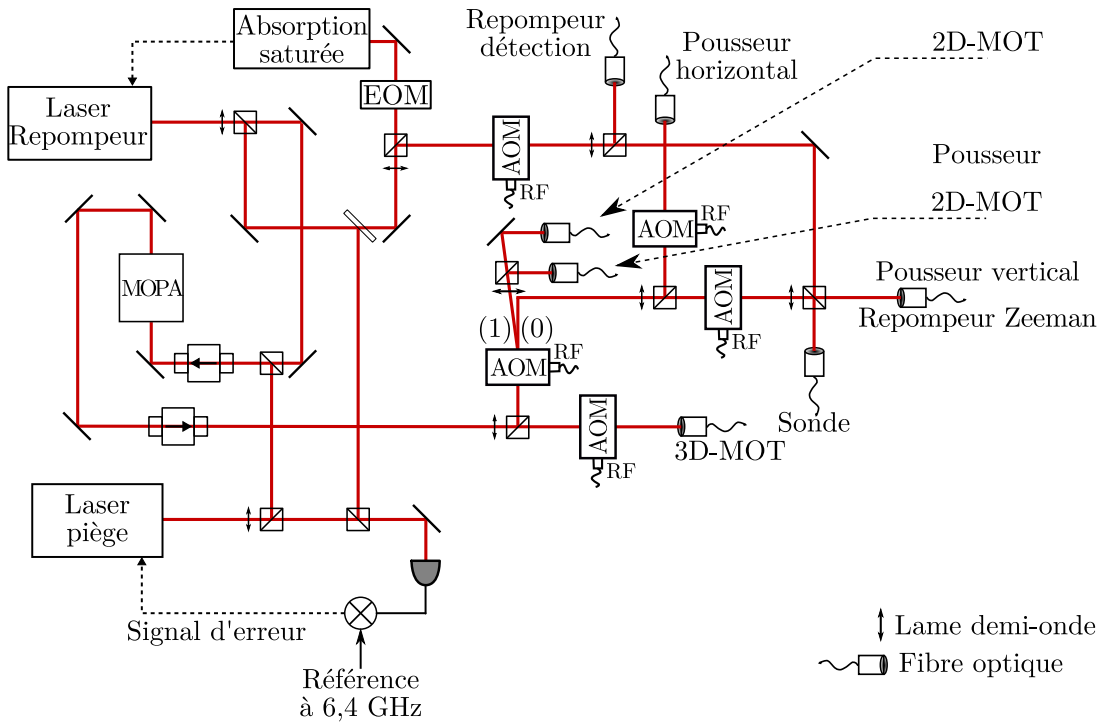 Absorption
saturée
Repompeur
détection
Pousseur
horizontal
2D-MOT
Laser
Repompeur
EOM
AOM
RF
Pousseur
2D-MOT
AOM
RF
MOPA
AOM
RF
Pousseur vertical
Repompeur Zeeman
(1)
(0)
AOM
RF
Sonde
AOM
RF
3D-MOT
Laser
piège
Signal d'erreur
Référence
à 6,4 GHz
Lame demi-onde
Fibre optique